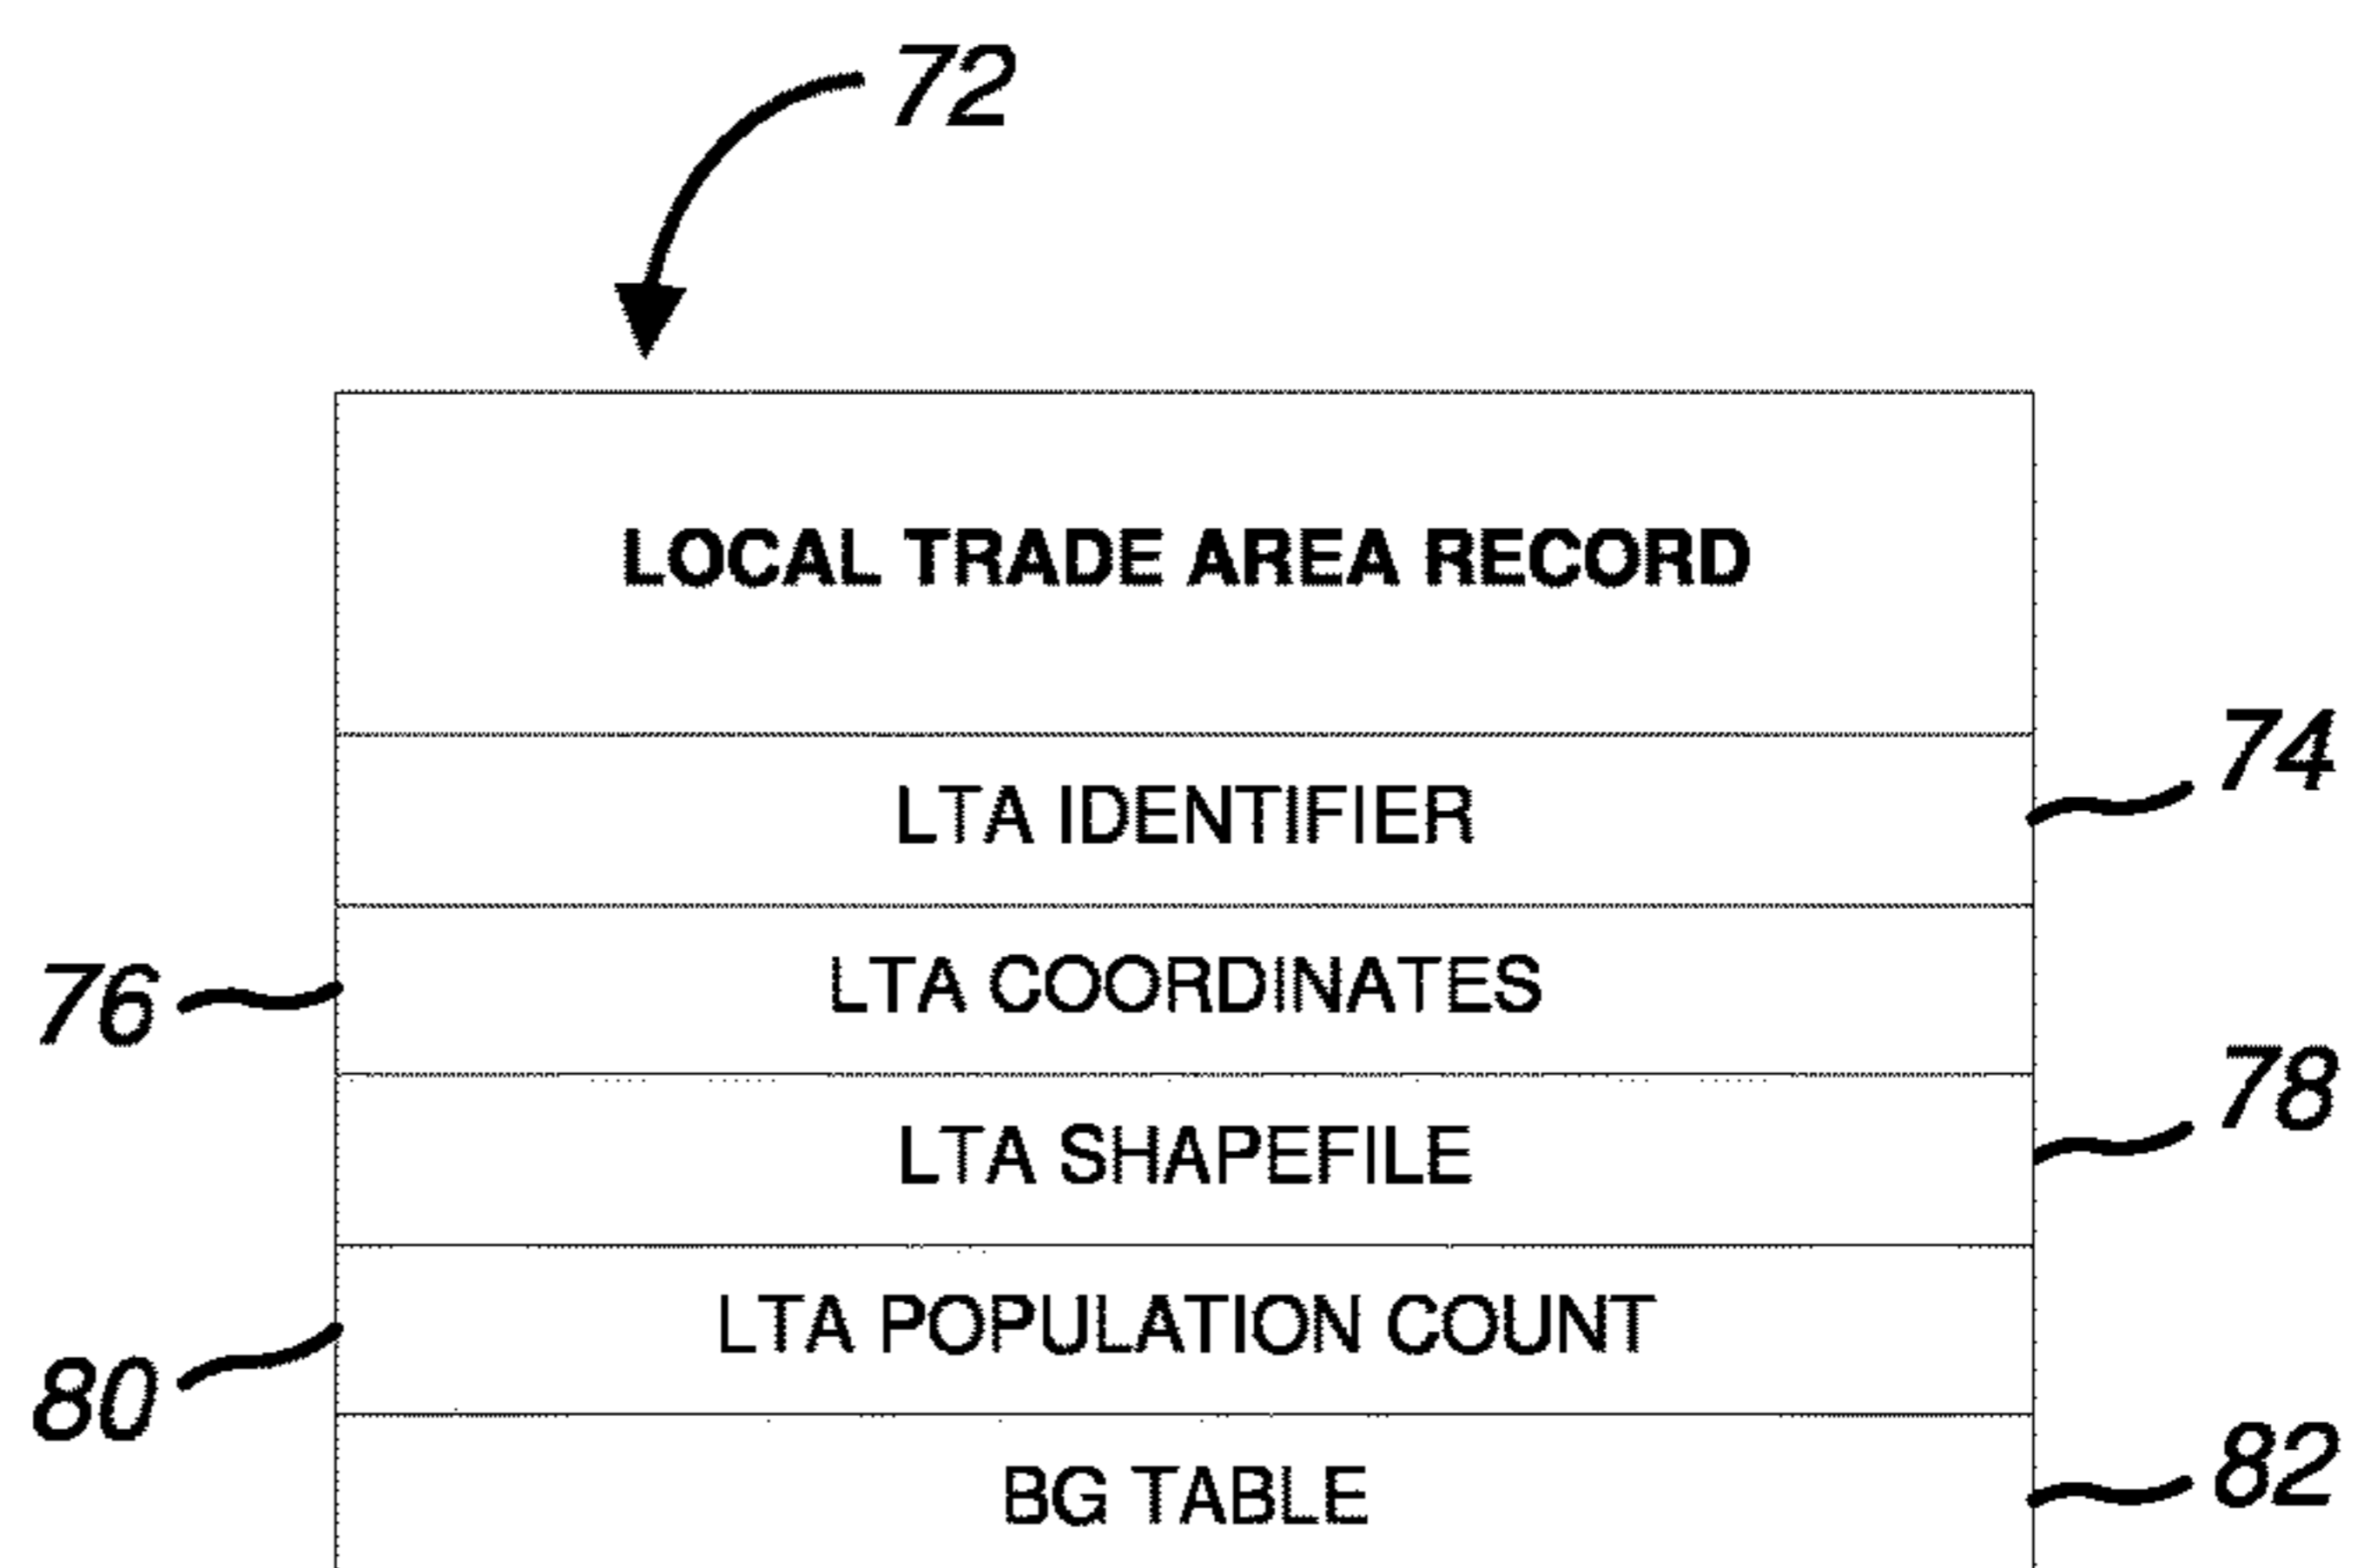 72
LOCAL TRADE AREA RECORD
LTA IDENTIFIER
74
76
LTA COORDINATES
LTA SHAPEFILE
78
80
LTA POPULATION COUNT
BG TABLE
82